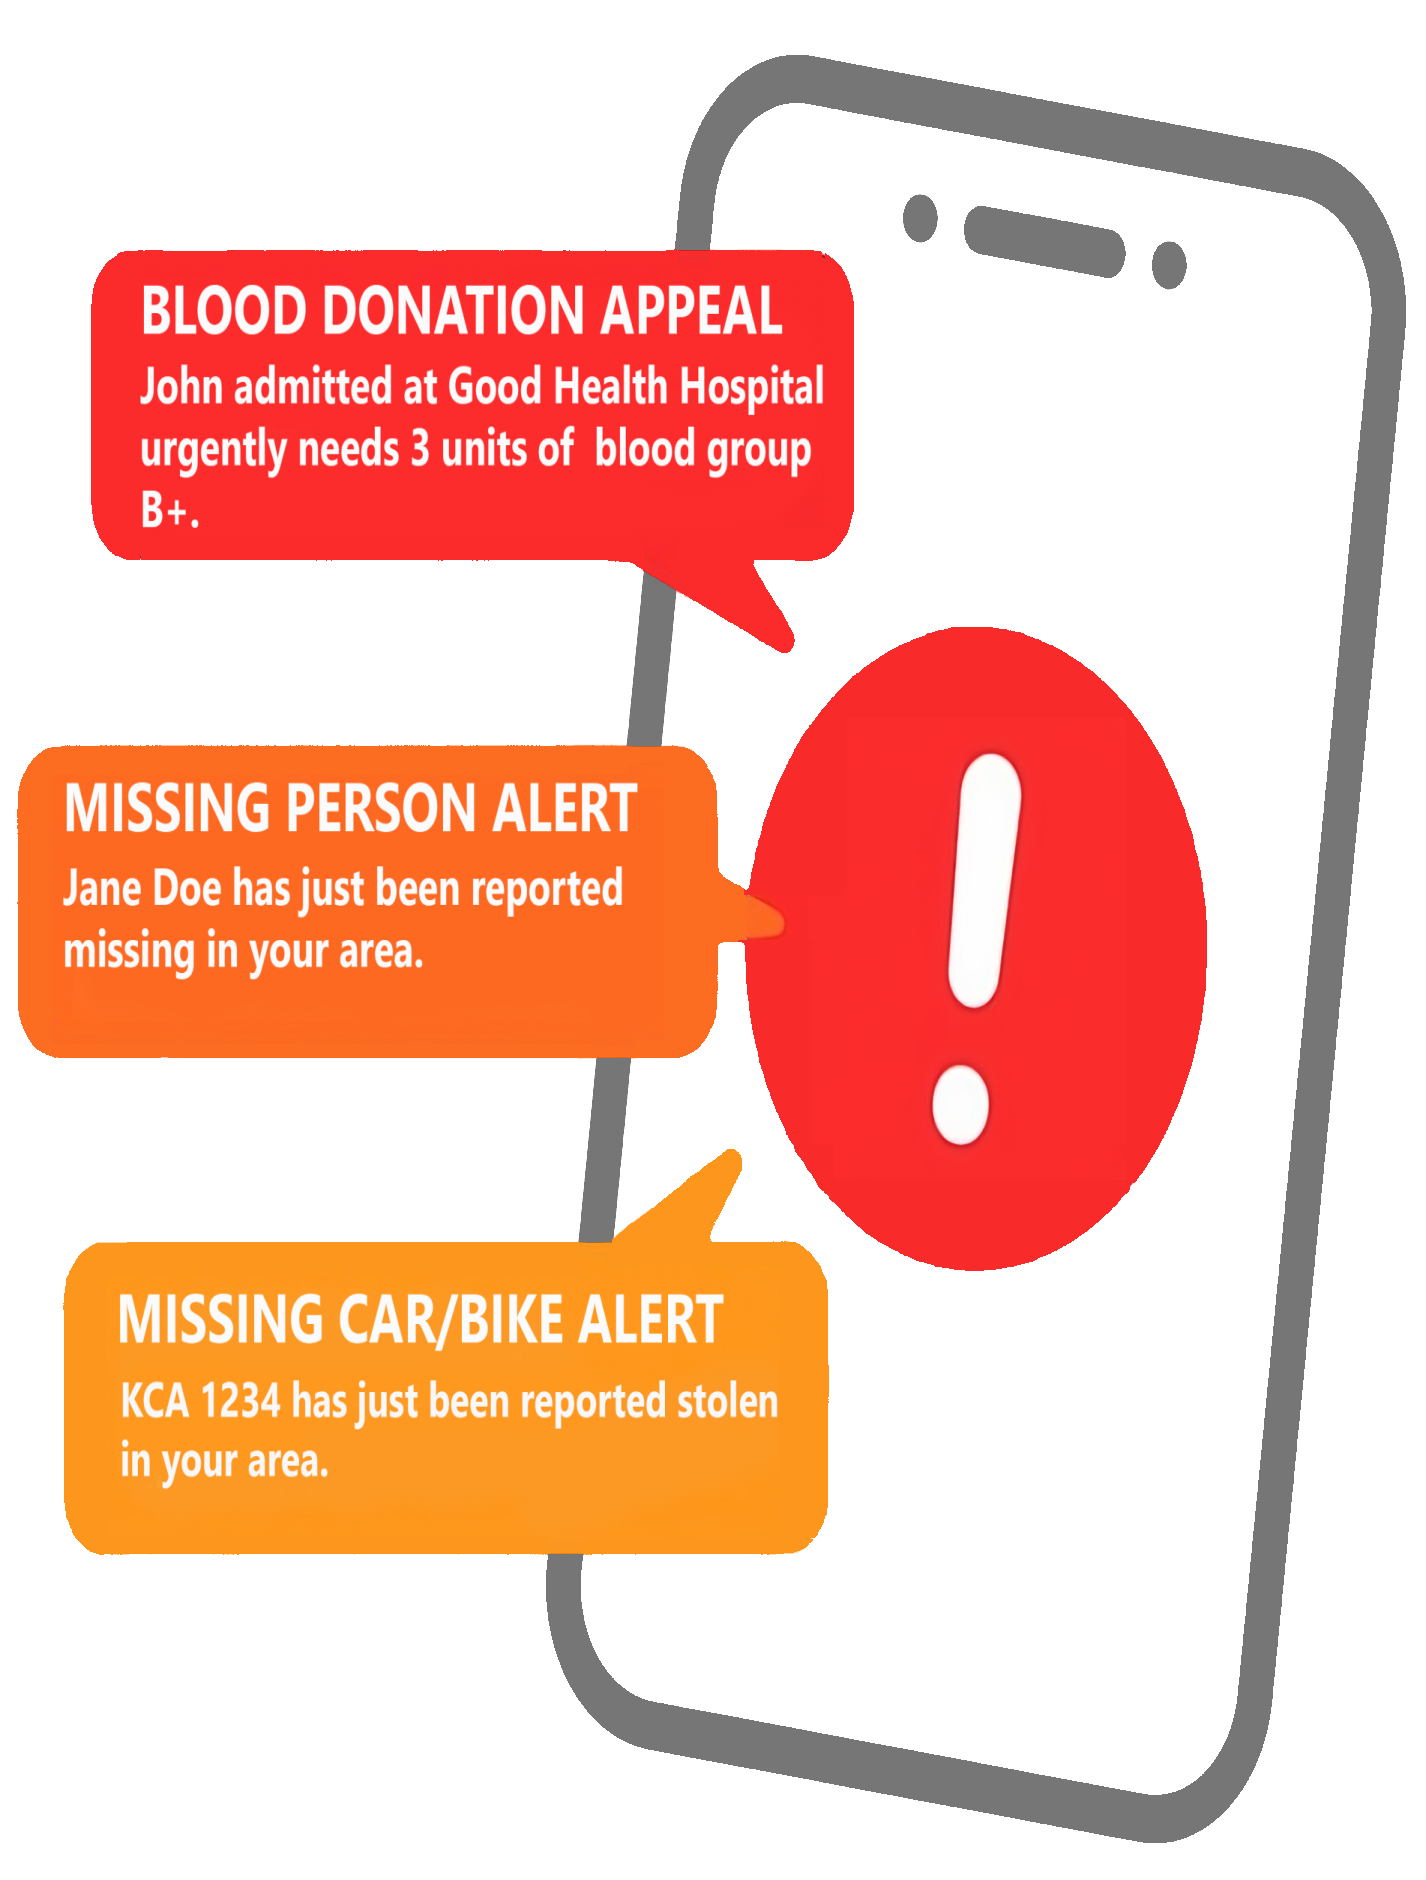 BLOOD DONATION APPEAL
John admitted at Good Health Hospital
urgently needs 3 units of blood group
B+.
MISSING PERSON ALERT
Jane Doe has just been reported
missing in your area.
!
MISSING CAR/BIKE ALERT
KCA 1234 has just been reported stolen
in your area.